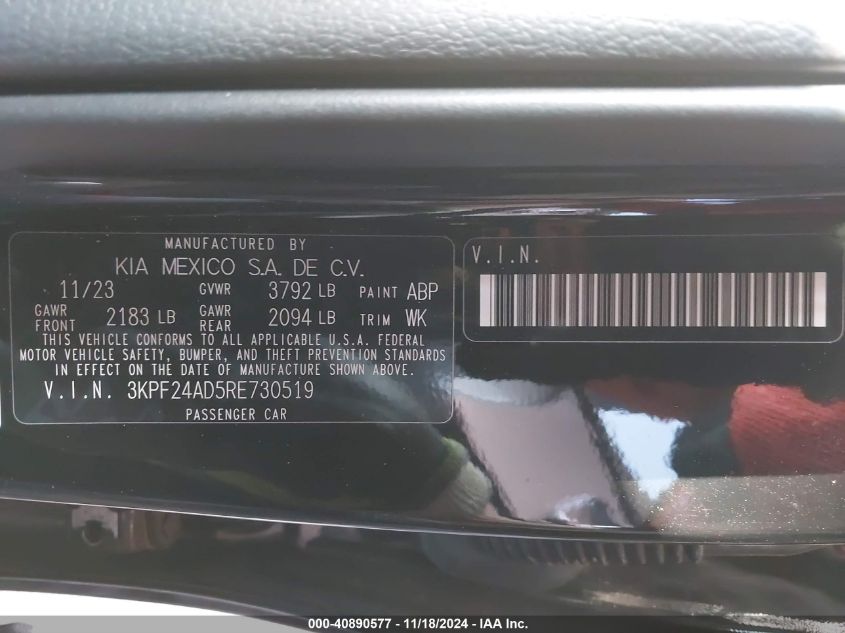 MANUFACTURED BY
KIA MEXICO S.A. DE C.V.
11/23 GVWR 3792 LB PAINT ABP
GAWR FRONT 2183 LB GAWR REAR 2094 LB TRIM WK
THIS VEHICLE CONFORMS TO ALL APPLICABLE U.S.A. FEDERAL
MOTOR VEHICLE SAFETY, BUMPER, AND THEFT PREVENTION STANDARDS
IN EFFECT ON THE DATE OF MANUFACTURE SHOWN ABOVE.
V.I.N. 3KPF24AD5RE730519
PASSENGER CAR
V.I.N.
000-40890577 - 11/18/2024 - IAA Inc.